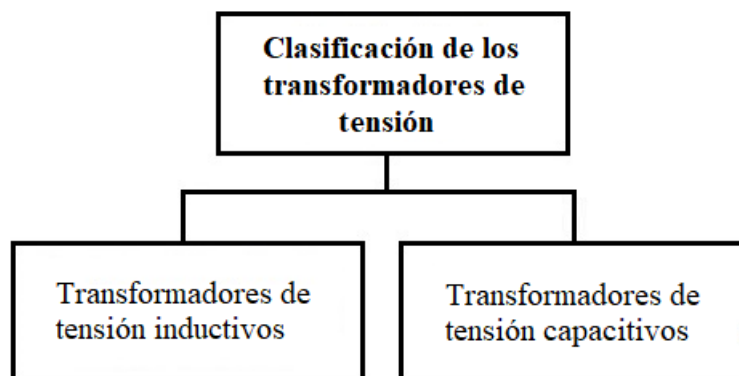 Clasificación de los
transformadores de
tensión
Transformadores de
tensión inductivos
Transformadores de
tensión capacitivos